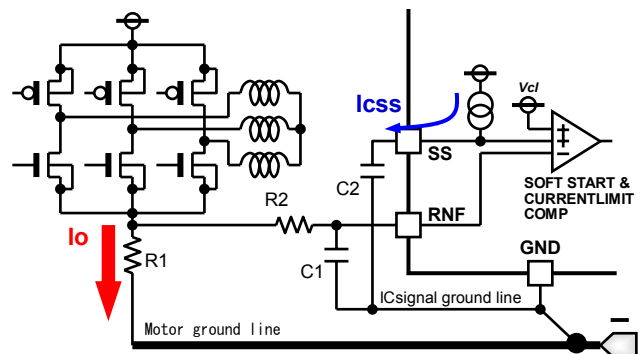 Vcl
Icss
SS
C2
SOFT START &
CURRENTLIMIT
COMP
R2
RNF
Io
R1
C1
GND
ICsignal ground line
Motor ground line